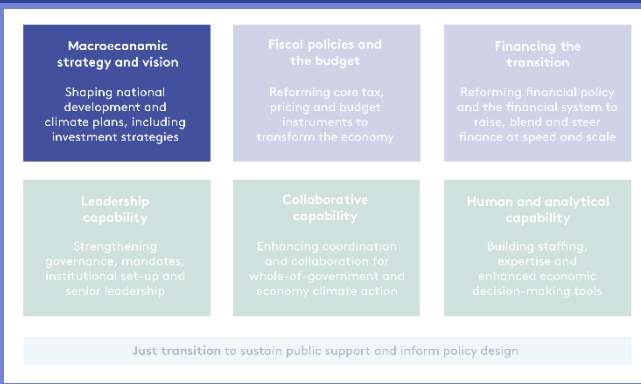 Macroeconomic
strategy and vision
Shaping national
development and
climate plans, including
investment strategies
Fiscal policies and
the budget
Reforming core tax,
pricing and budget
instruments to
transform the economy
Financing the
transition
Reforming financial policy
and the financial system to
raise, blend and steer
finance at speed and scale
Leadership
capability
Strengthening
governance, mandates,
institutional set-up and
senior leadership
Collaborative
capability
Enhancing coordination
and collaboration for
whole-of-government and
economy climate action
Human and analytical
capability
Building staffing,
expertise and
enhanced economic
decision-making tools
Just transition to sustain public support and inform policy design